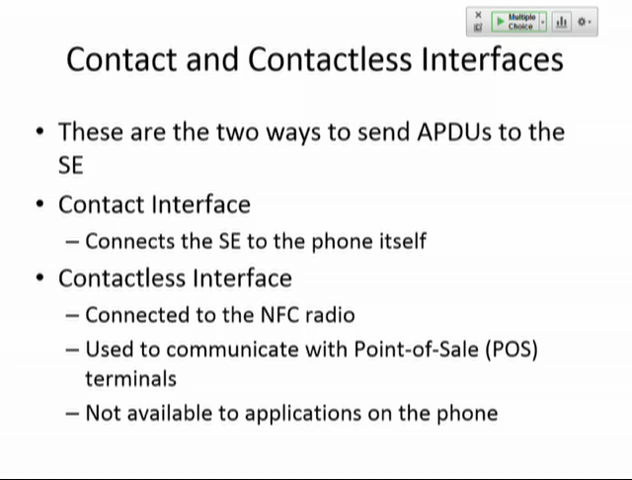 Multiple
Choice
Contact and Contactless Interfaces
• These are the two ways to send APDUs to the
SE
• Contact Interface
– Connects the SE to the phone itself
• Contactless Interface
– Connected to the NFC radio
– Used to communicate with Point-of-Sale (POS)
terminals
– Not available to applications on the phone